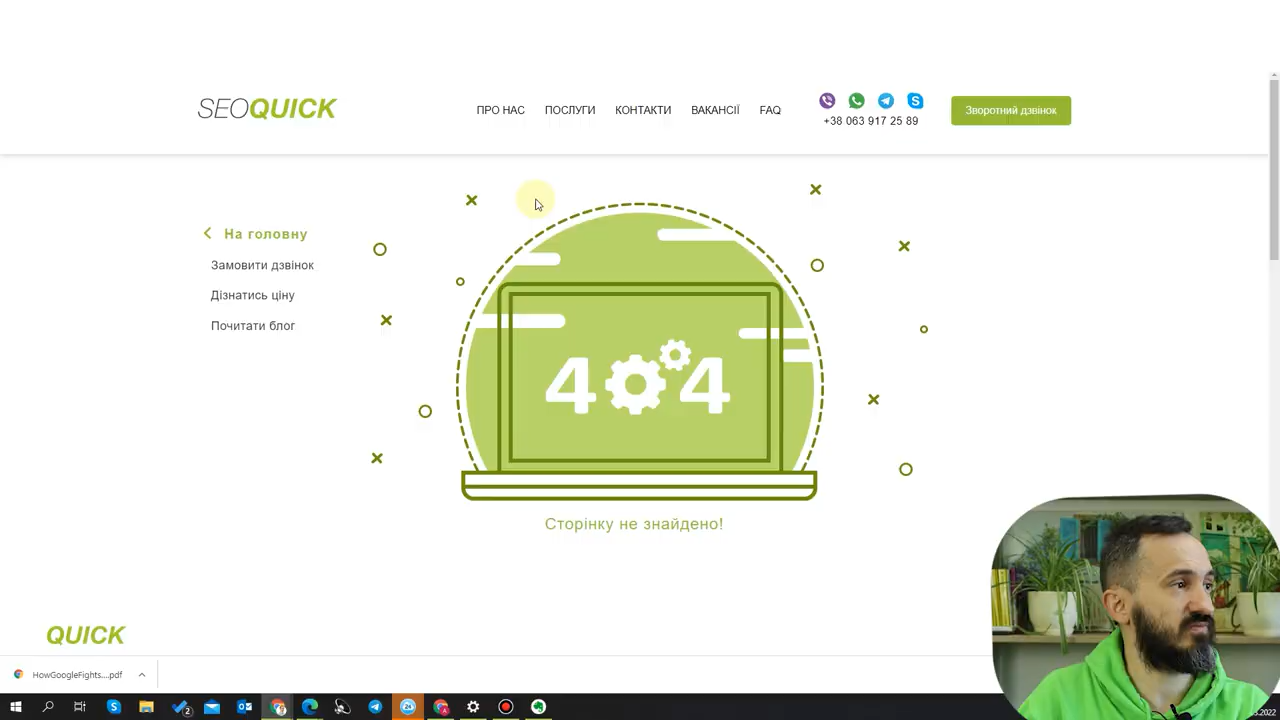 SEOQUICK
ПРО НАС ПОСЛУГИ КОНТАКТИ ВАКАНСІЇ FAQ
+38 063 917 25 89
Зворотний дзвінок
На головну
Замовити дзвінок
Дізнатись ціну
Почитати блог
404
Сторінку не знайдено!
QUICK
HowGoogleFights....pdf